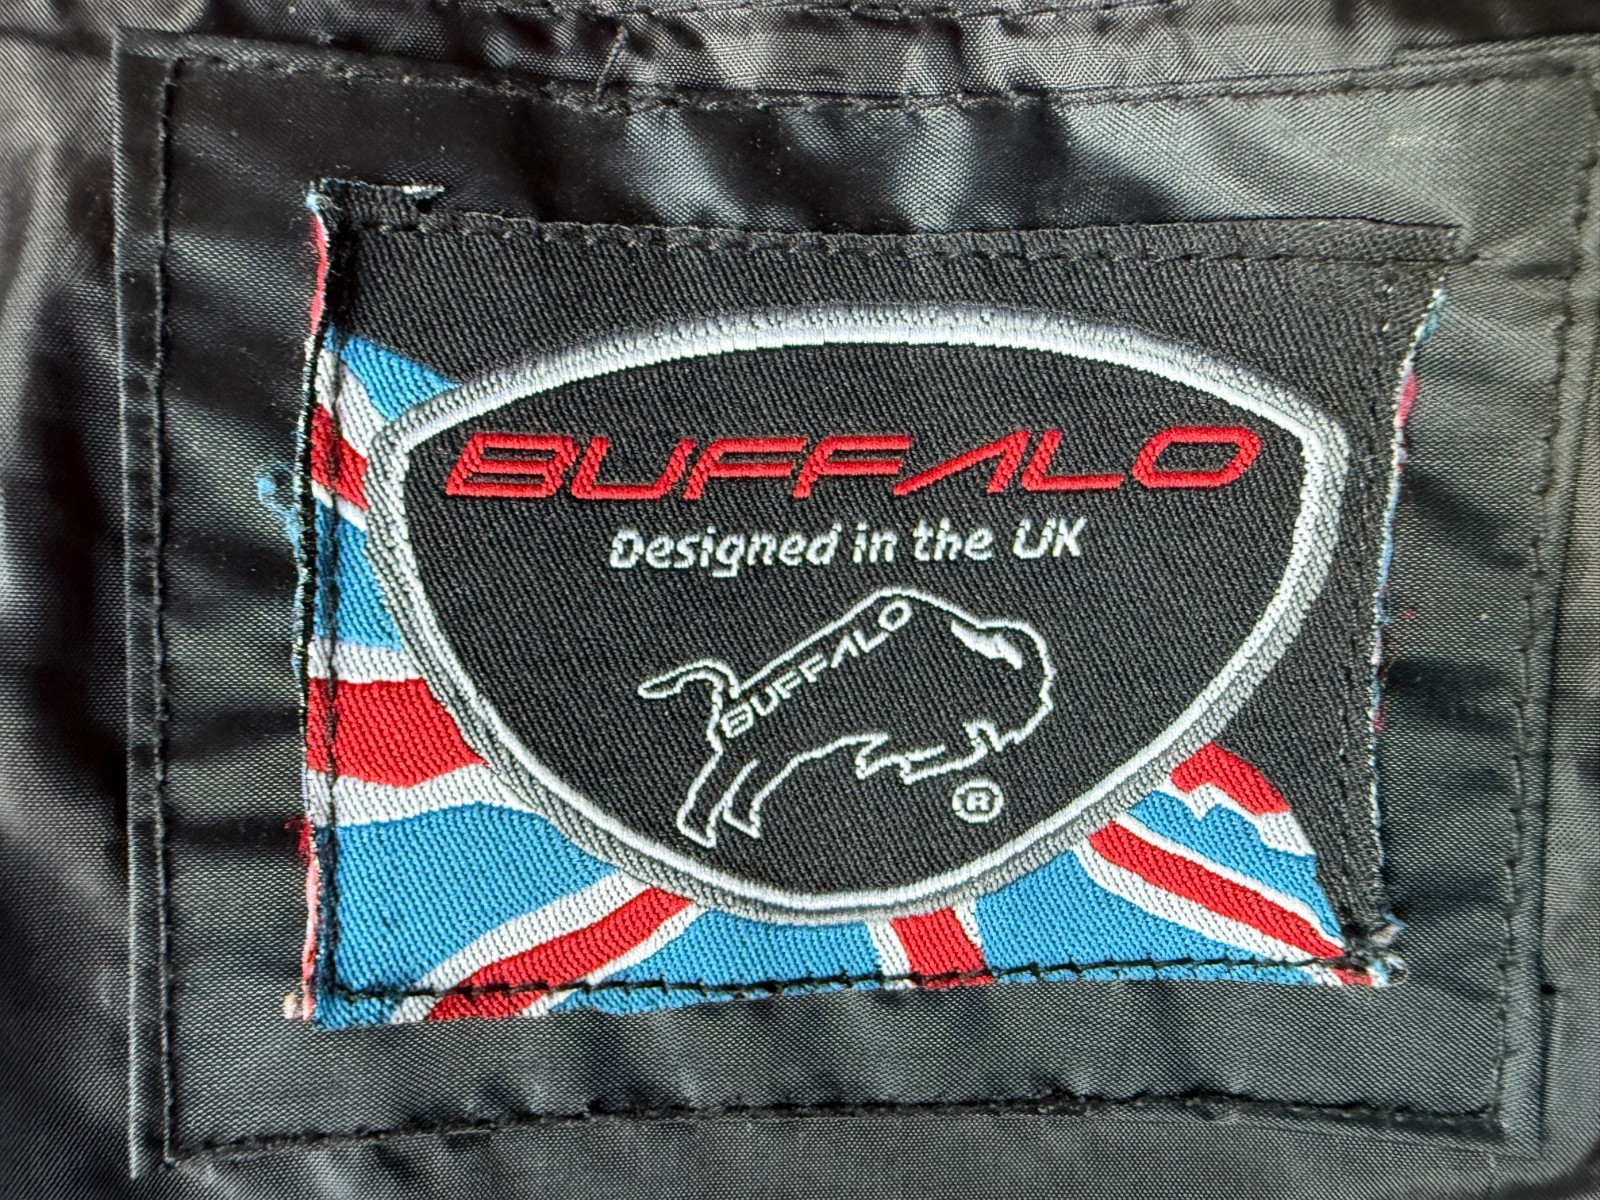 BUFFALO
Designed in the UK
BUFFALO
®